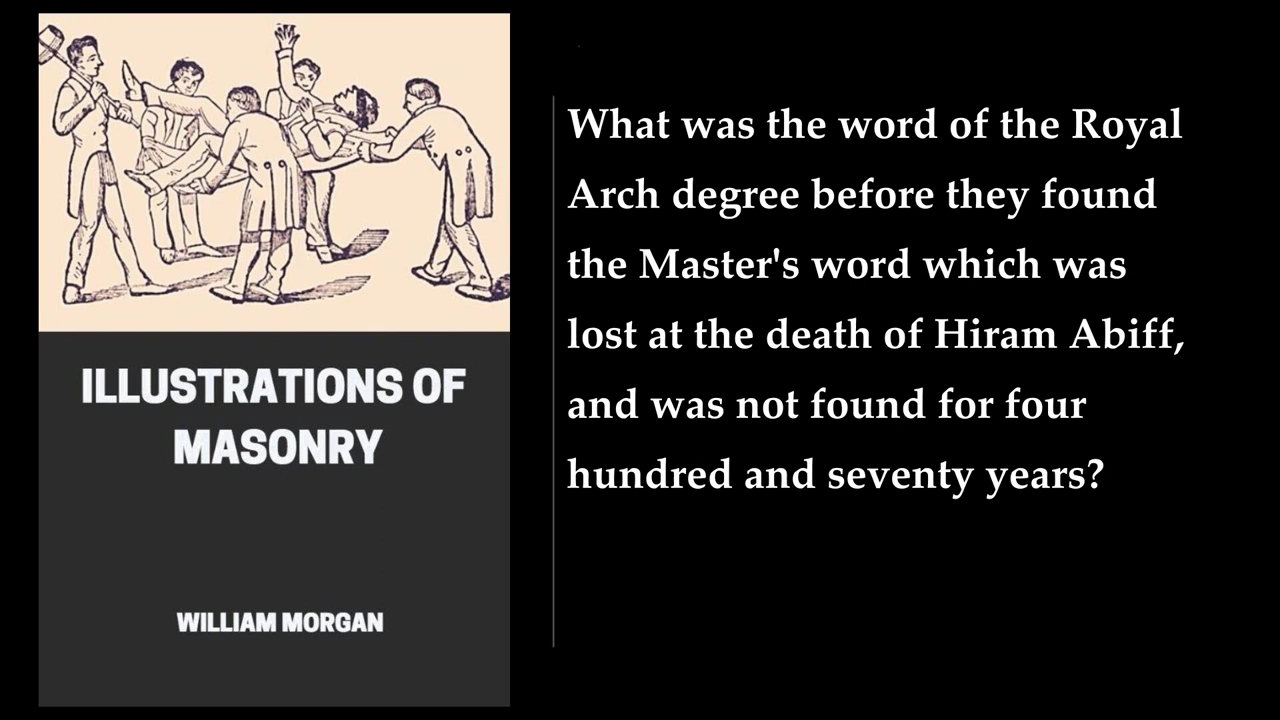 ILLUSTRATIONS OF
MASONRY
WILLIAM MORGAN
What was the word of the Royal
Arch degree before they found
the Master's word which was
lost at the death of Hiram Abiff,
and was not found for four
hundred and seventy years?